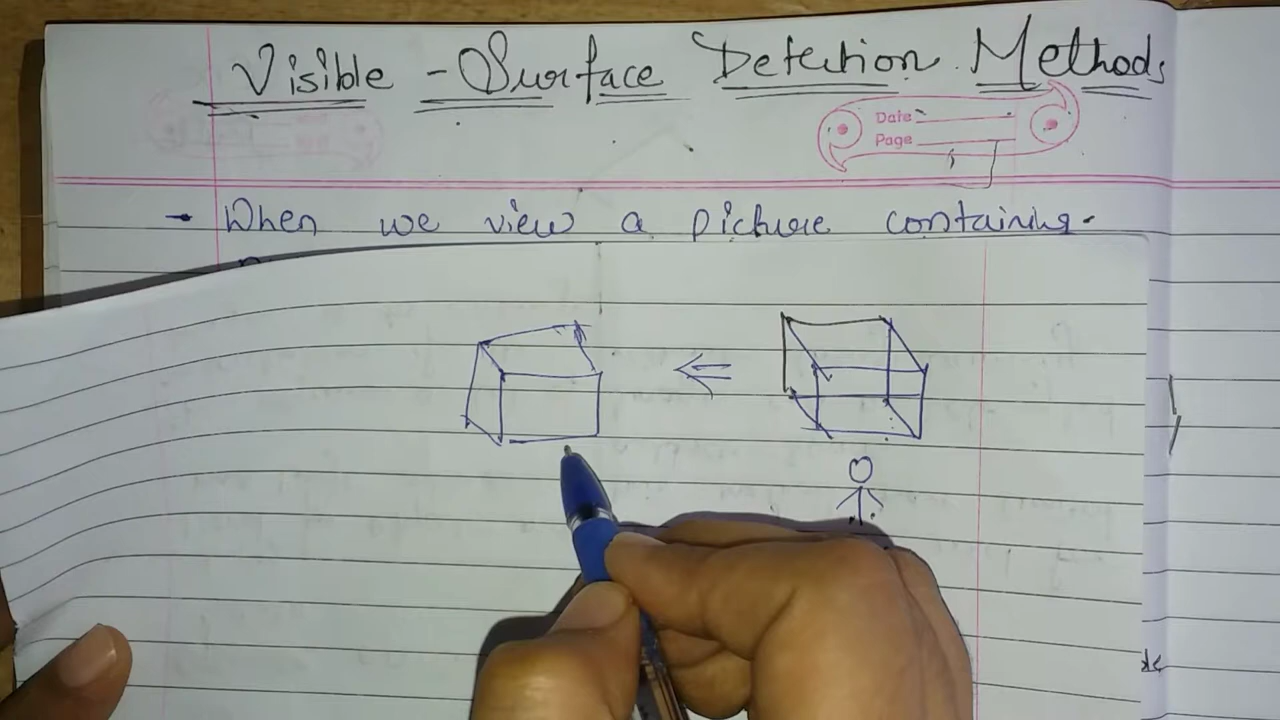 Visible - Surface Detection Methods
Date
Page
- When we view a picture containing